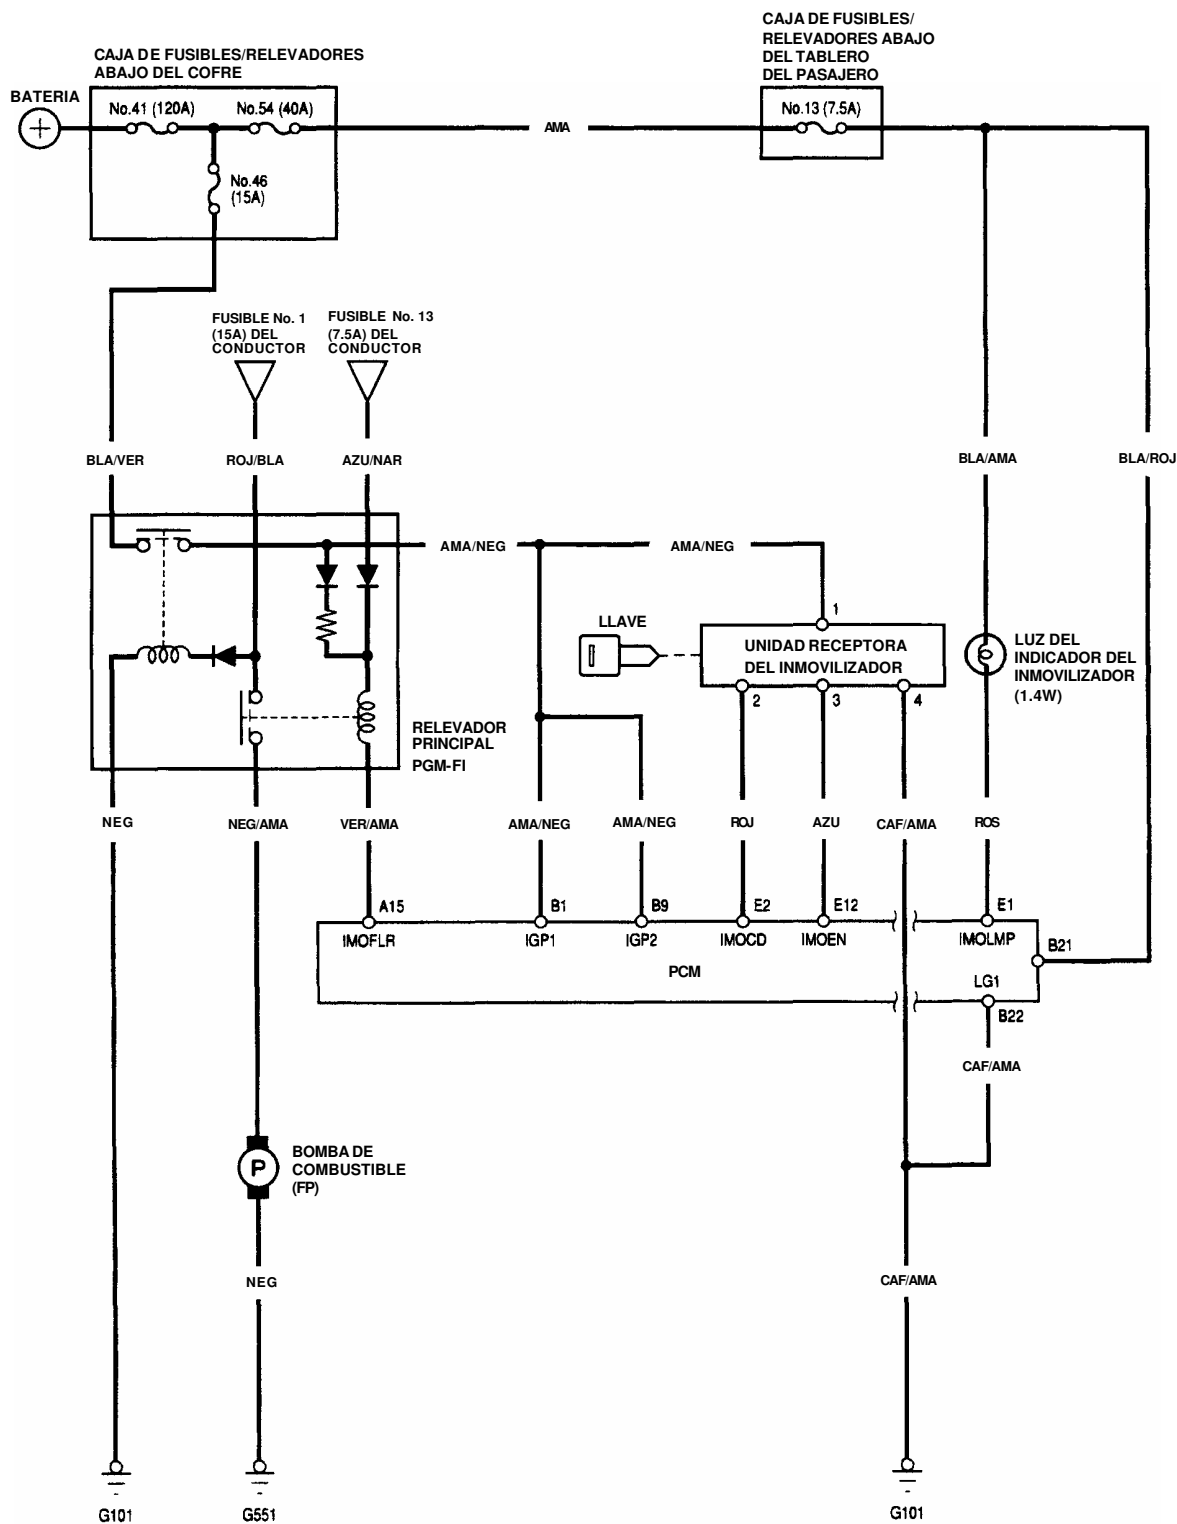 CAJA DE FUSIBLES/
RELEVADORES ABAJO
DEL TABLERO
DEL PASAJERO
CAJA DE FUSIBLES/RELEVADORES
ABAJO DEL COFRE
BATERIA
No.41 (120A)
No.54 (40A)
No.13 (7.5A)
AMA
No.46
(15A)
FUSIBLE No. 1
(15A) DEL
CONDUCTOR
FUSIBLE No. 13
(7.5A) DEL
CONDUCTOR
BLA/VER
ROJ/BLA
AZU/NAR
BLA/AMA
BLA/ROJ
AMA/NEG
AMA/NEG
1
LLAVE
UNIDAD RECEPTORA
DEL INMOVILIZADOR
LUZ DEL
INDICADOR DEL
INMOVILIZADOR
(1.4W)
2
3
4
RELEVADOR
PRINCIPAL
PGM-FI
NEG
NEG/AMA
VER/AMA
AMA/NEG
AMA/NEG
ROJ
AZU
CAF/AMA
ROS
A15
B1
B9
E2
E12
E1
IMOFLR
IGP1
IGP2
IMOCD
IMOEN
IMOLMP
B21
PCM
LG1
B22
CAF/AMA
P
BOMBA DE
COMBUSTIBLE
(FP)
NEG
CAF/AMA
G101
G551
G101